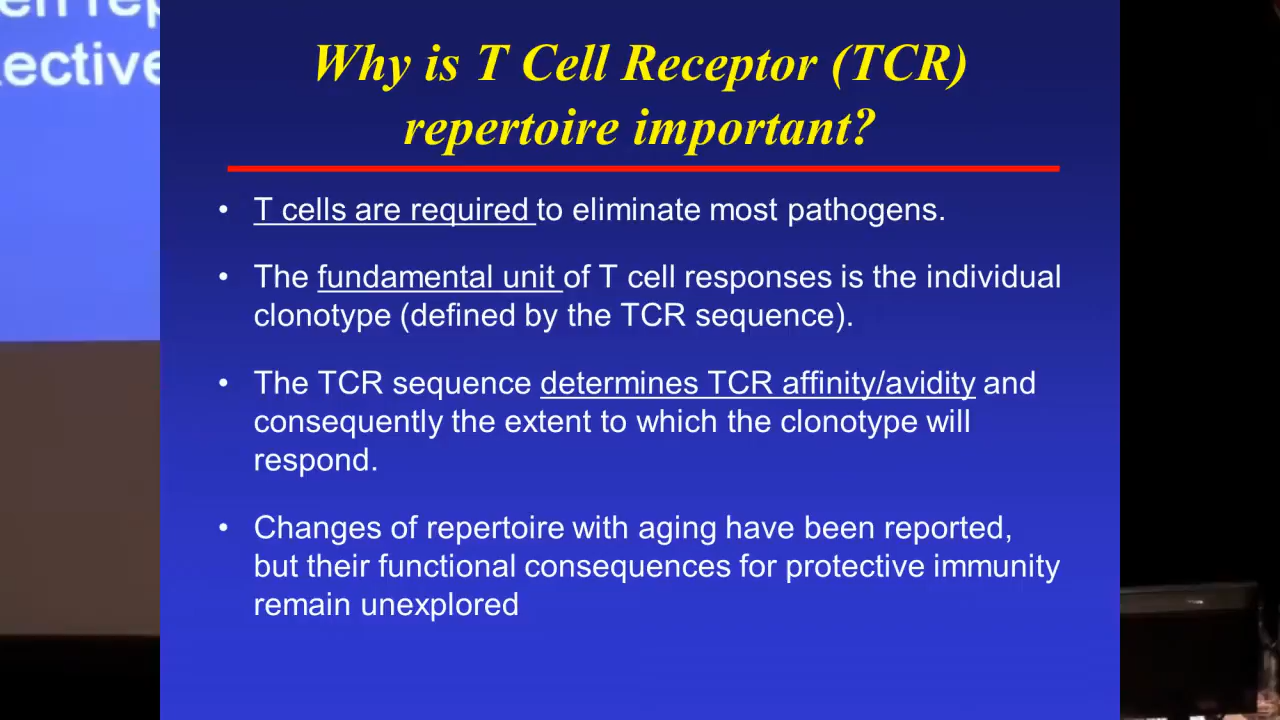 Why is T Cell Receptor (TCR)
repertoire important?
• T cells are required to eliminate most pathogens.
• The fundamental unit of T cell responses is the individual
clonotype (defined by the TCR sequence).
• The TCR sequence determines TCR affinity/avidity and
consequently the extent to which the clonotype will
respond.
• Changes of repertoire with aging have been reported,
but their functional consequences for protective immunity
remain unexplored